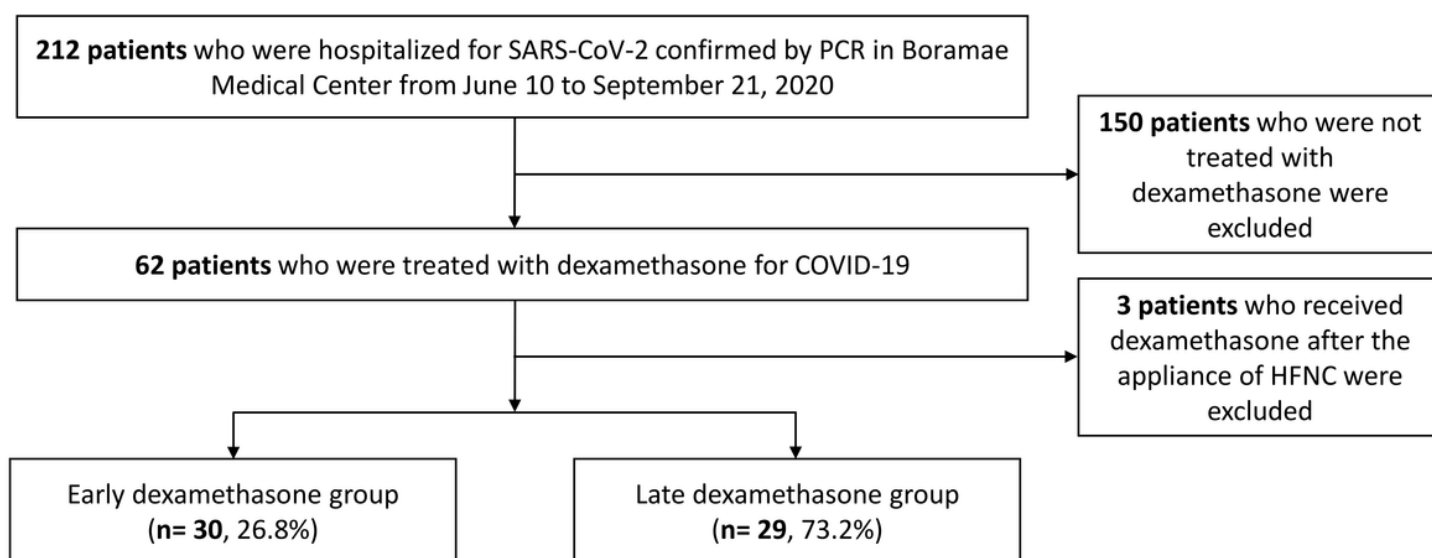 212 patients who were hospitalized for SARS-CoV-2 confirmed by PCR in Boramae
Medical Center from June 10 to September 21, 2020
150 patients who were not
treated with
dexamethasone were
excluded
62 patients who were treated with dexamethasone for COVID-19
3 patients who received
dexamethasone after the
appliance of HFNC were
excluded
Early dexamethasone group
(n= 30, 26.8%)
Late dexamethasone group
(n= 29, 73.2%)